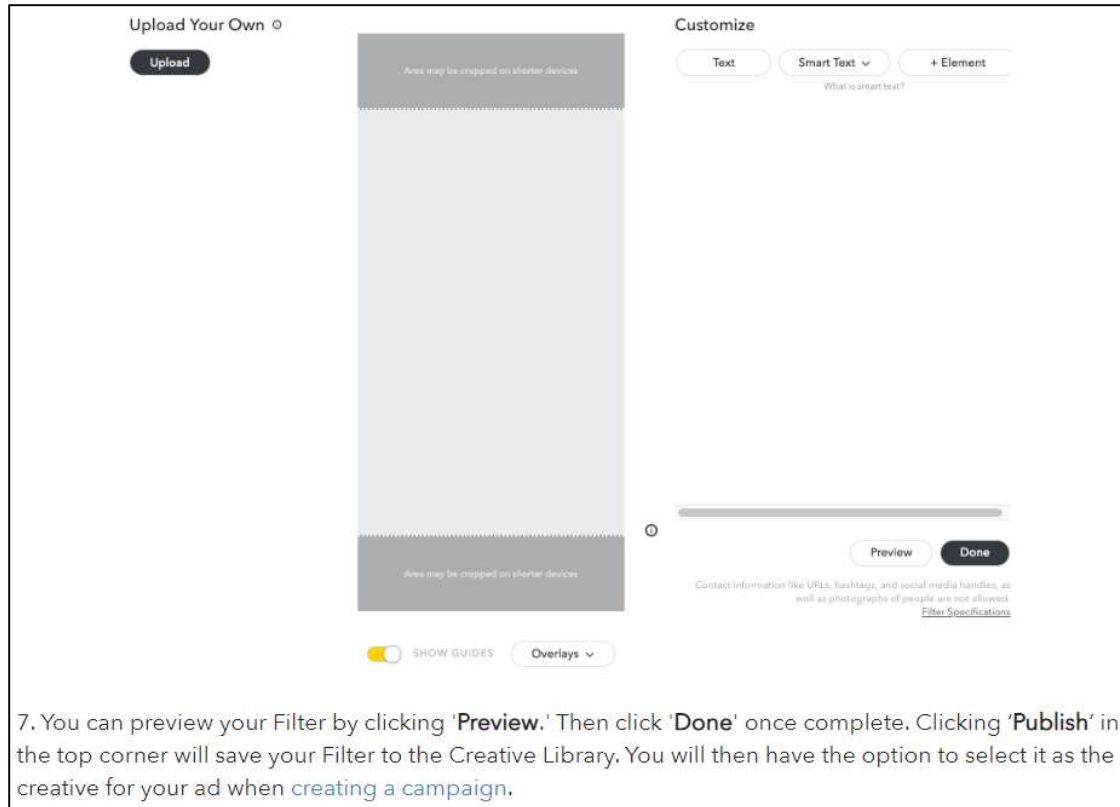 Upload Your Own
Upload
Area may be cropped on shorter devices
Area may be cropped on shorter devices
SHOW GUIDES
Overlays
Customize
Text
Smart Text
+ Element
What is smart text?
Preview
Done
Contact information like URLs, hashtags, and social media handles, as
well as photographs of people are not allowed.
Filter Specifications
7. You can preview your Filter by clicking 'Preview.' Then click 'Done' once complete. Clicking ‘Publish’ in
the top corner will save your Filter to the Creative Library. You will then have the option to select it as the
creative for your ad when creating a campaign.